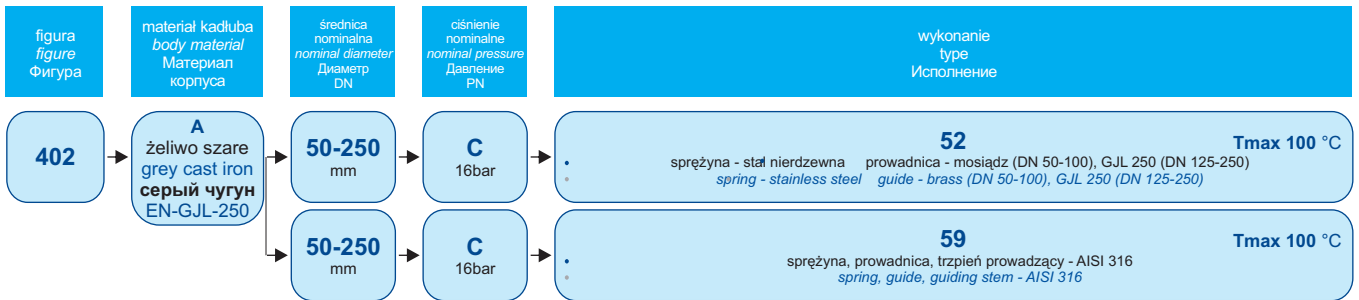 figura
figure
Фигура
materiał kadłuba
body material
Материал
корпуса
średnica
nominalna
nominal diameter
Диаметр
DN
ciśnienie
nominalne
nominal pressure
Давление
PN
wykonanie
type
Исполнение
402
A
żeliwo szare
grey cast iron
серый чугун
EN-GJL-250
50-250
mm
C
16bar
52
Tmax 100 °C
• sprężyna - stal nierdzewna prowadnica - mosiądz (DN 50-100), GJL 250 (DN 125-250)
• spring - stainless steel guide - brass (DN 50-100), GJL 250 (DN 125-250)
50-250
mm
C
16bar
59
Tmax 100 °C
• sprężyna, prowadnica, trzpień prowadzący - AISI 316
• spring, guide, guiding stem - AISI 316